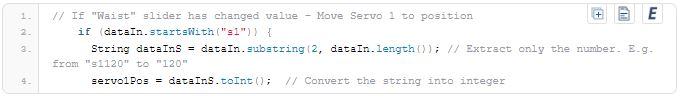 1. // If "Waist" slider has changed value - Move Servo 1 to position
2. if (dataIn.startsWith("s1")) {
3. String dataInS = dataIn.substring(2, dataIn.length()); // Extract only the number. E.g.
from "s1120" to "120"
4. servo1Pos = dataInS.toInt(); // Convert the string into integer
E